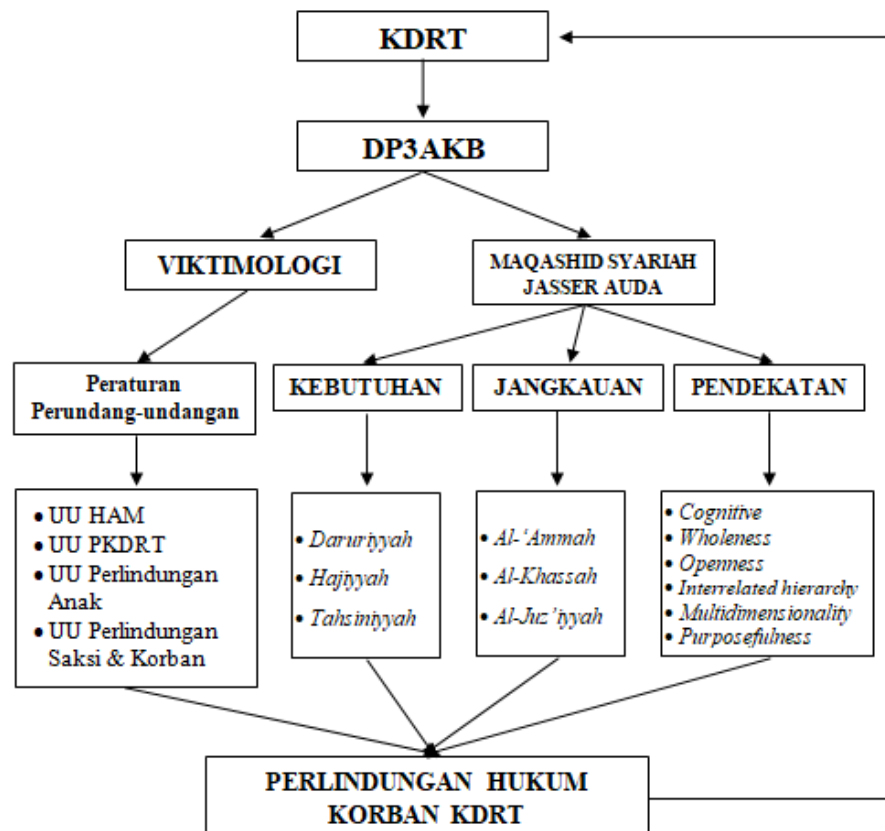 KDRT
DP3AKB
VIKTIMOLOGI
MAQASHID SYARIAH
JASSER AUDA
Peraturan
Perundang-undangan
KEBUTUHAN
JANGKAUAN
PENDEKATAN
• UU HAM
• UU PKDRT
• UU Perlindungan
Anak
• UU Perlindungan
Saksi & Korban
• Daruriyyah
• Hajiyyah
• Tahsiniyyah
• Al-‘Ammah
• Al-Khassah
• Al-Juz’iyyah
• Cognitive
• Wholeness
• Openness
• Interrelated hierarchy
• Multidimensionality
• Purposefulness
PERLINDUNGAN HUKUM
KORBAN KDRT